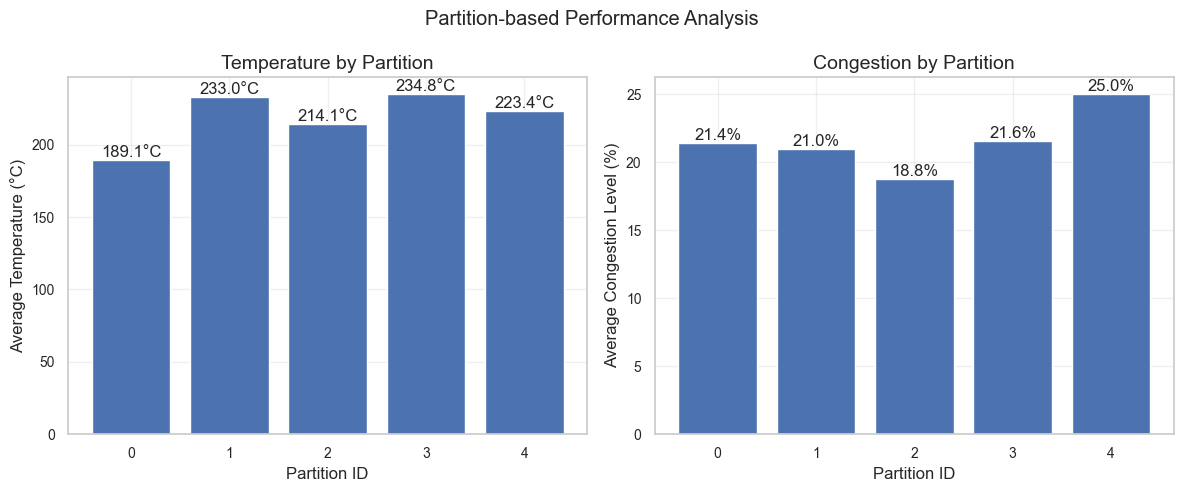 Partition-based Performance Analysis
Temperature by Partition
Average Temperature (°C)
200
150
100
50
0
189.1°C
233.0°C
214.1°C
234.8°C
223.4°C
0 1 2 3 4
Partition ID
Congestion by Partition
Average Congestion Level (%)
25
20
15
10
5
0
21.4%
21.0%
18.8%
21.6%
25.0%
0 1 2 3 4
Partition ID